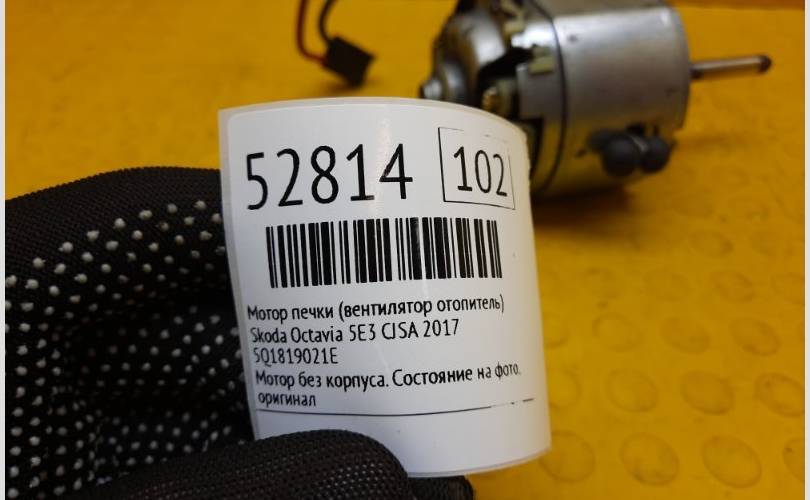 52814 102
Мотор печки (вентилятор отопитель)
Skoda Octavia 5E3 CJSA 2017
5Q1819021E
Мотор без корпуса. Состояние на фото.
оригинал